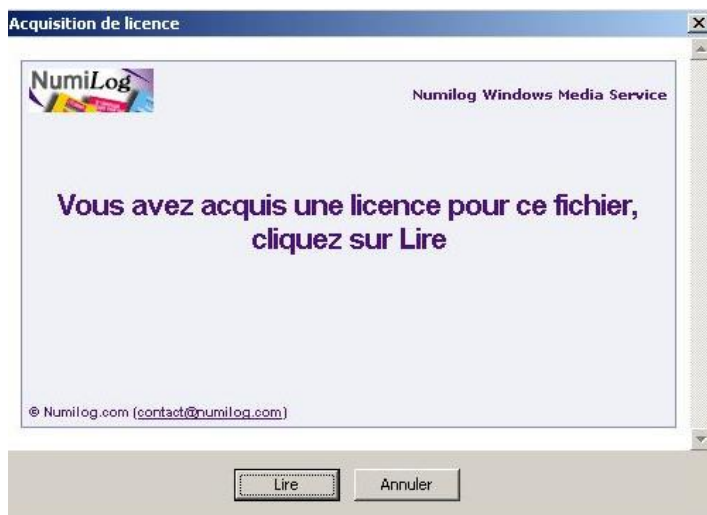 Acquisition de licence
NumiLog
Numilog Windows Media Service
Vous avez acquis une licence pour ce fichier,
cliquez sur Lire
© Numilog.com (contact@numilog.com)
Lire
Annuler